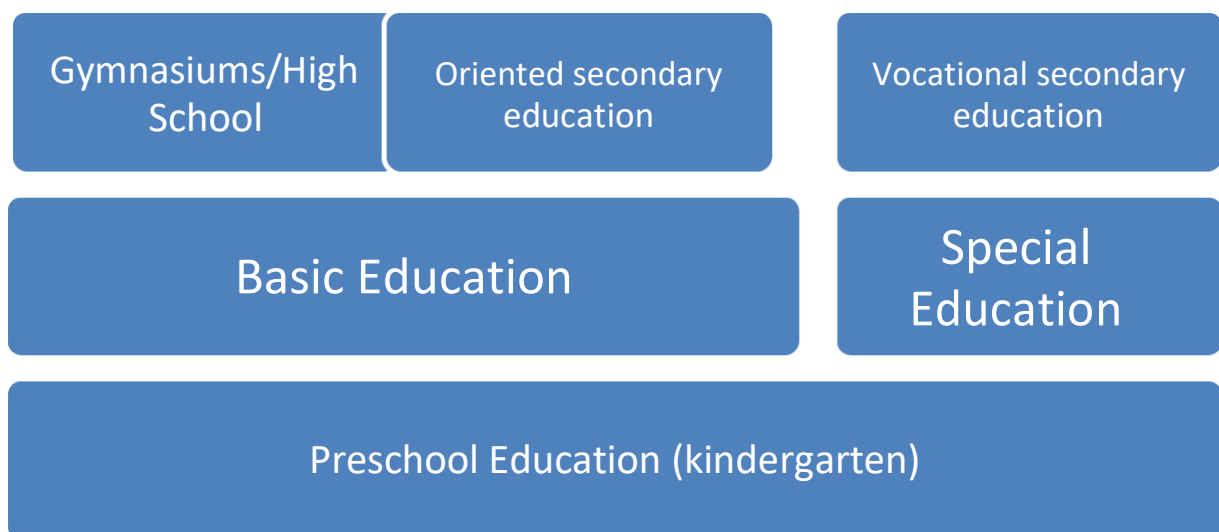 Gymnasiums/High
School
Oriented secondary
education
Vocational secondary
education
Basic Education
Special
Education
Preschool Education (kindergarten)